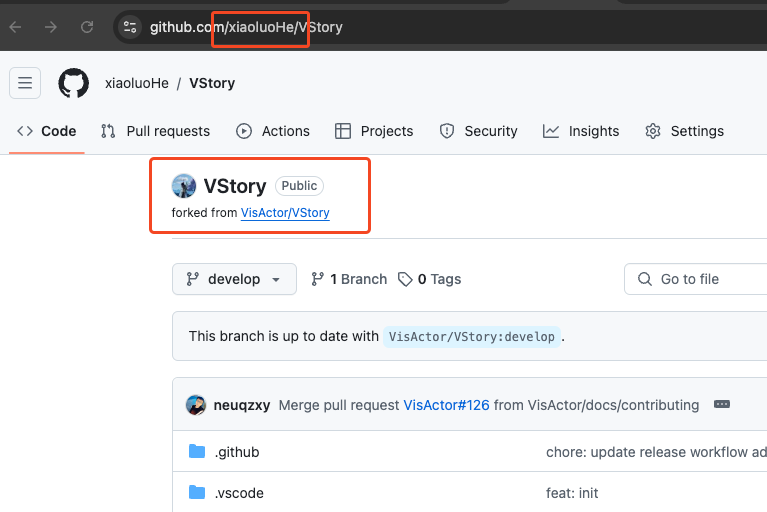 github.com/xiaoluoHe/VStory
xiaoluoHe / VStory
Code Pull requests Actions Projects Security Insights Settings
VStory Public
forked from VisActor/VStory
develop 1 Branch 0 Tags Go to file
This branch is up to date with VisActor/VStory:develop .
neuqzxy Merge pull request VisActor#126 from VisActor/docs/contributing
.github chore: update release workflow ad
.vscode feat: init